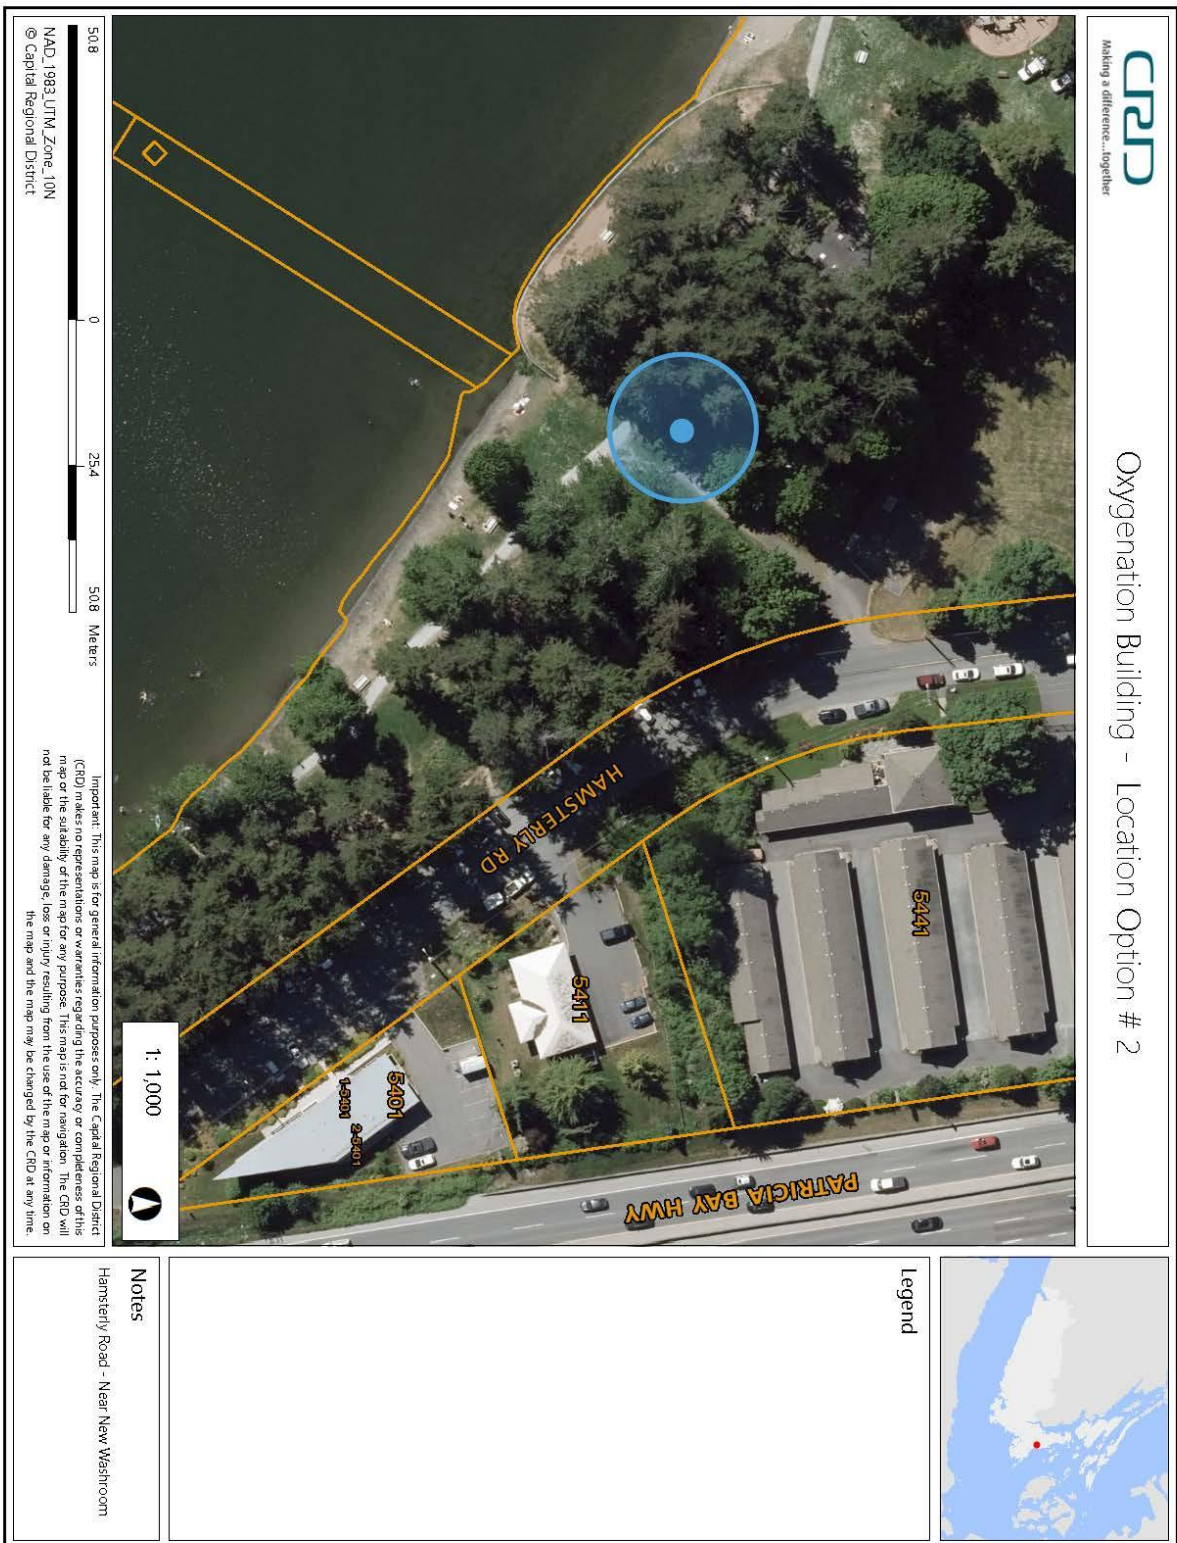 CRD
Making a difference...together
Oxygenation Building - Location Option # 2
HAMSTERLY RD
5441
5411
5401
1-5401
2-5401
PATRICIA BAY HWY
1: 1,000
50.8
0
25.4
50.8 Meters
NAD_1983_UTM_Zone_10N
© Capital Regional District
Important: This map is for general information purposes only. The Capital Regional District
(CRD) makes no representations or warranties regarding the accuracy or completeness of this
map or the suitability of the map for any purpose. This map is not for navigation. The CRD will
not be liable for any damage, loss or injury resulting from the use of the map or information on
the map and the map may be changed by the CRD at any time.
Legend
Notes
Hamsterly Road - Near New Washroom